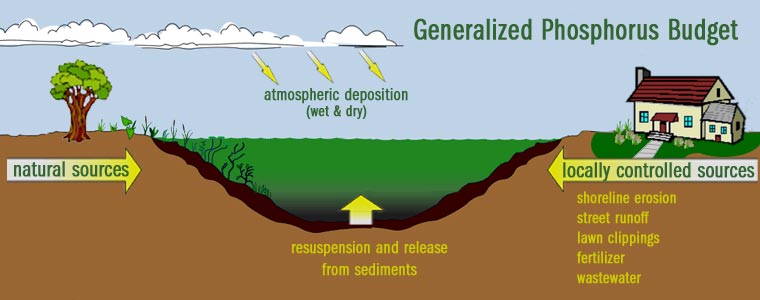 Generalized Phosphorus Budget
atmospheric deposition
(wet & dry)
natural sources
locally controlled sources
shoreline erosion
street runoff
lawn clippings
fertilizer
wastewater
resuspension and release
from sediments